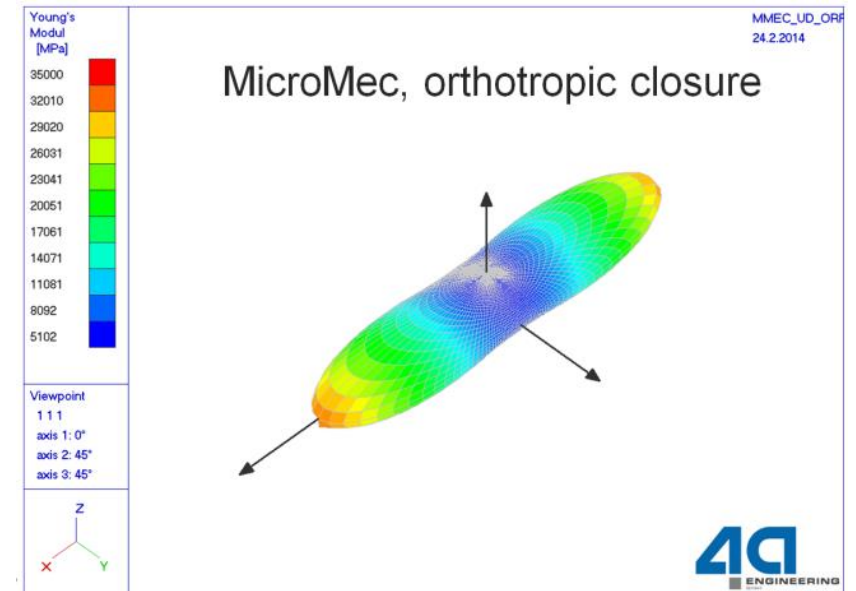 Young's
Modul
[MPa]
35000
32010
29020
26031
23041
20051
17061
14071
11081
8092
5102
MMEC_UD_ORF
24.2.2014
MicroMec, orthotropic closure
Viewpoint
1 1 1
axis 1: 0°
axis 2: 45°
axis 3: 45°
Z
X
Y
4a
ENGINEERING